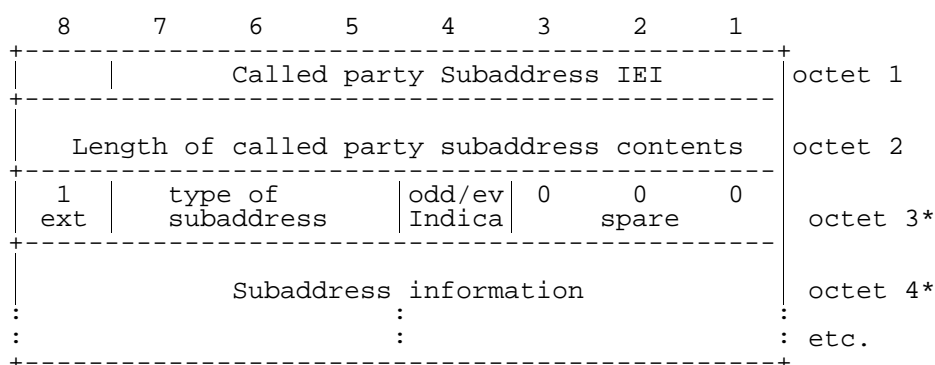 8 7 6 5 4 3 2 1
Called party Subaddress IEI octet 1
Length of called party subaddress contents octet 2
1 type of odd/ev 0 0 0
ext subaddress Indica spare octet 3*
Subaddress information octet 4*
: : :
: : : etc.